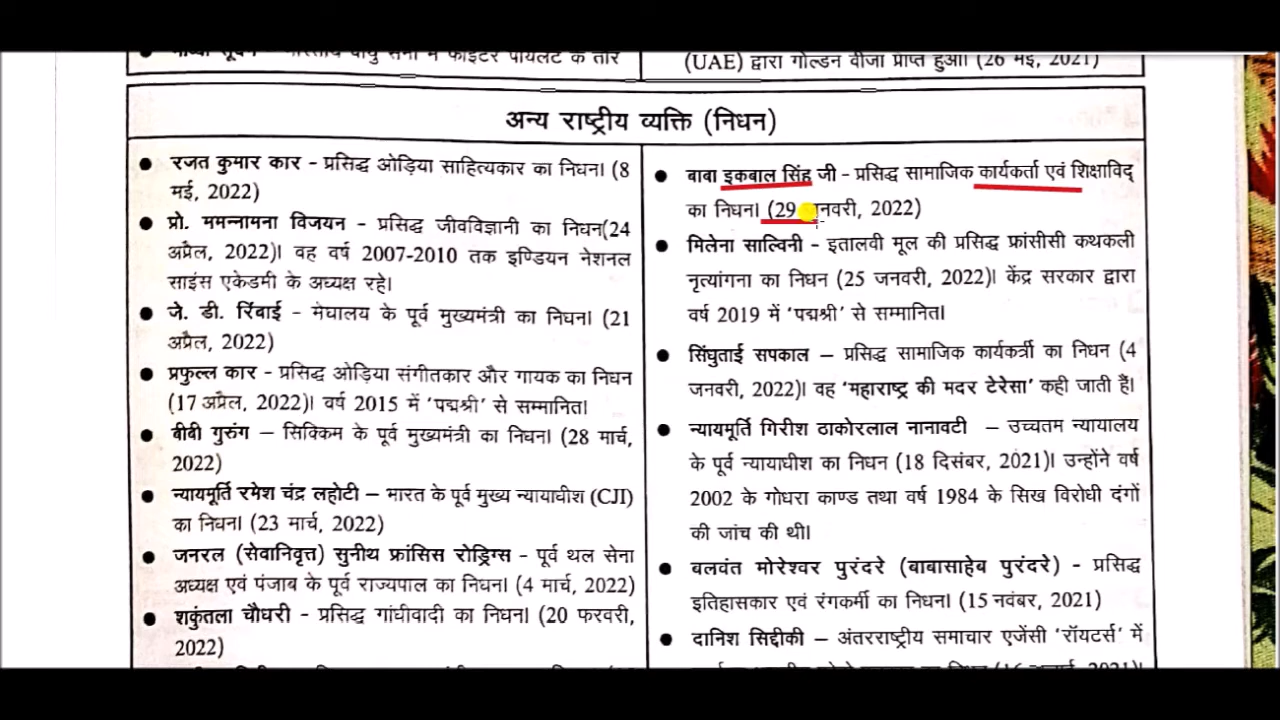 के तौर
(UAE) द्वारा गोल्डन वीजा प्राप्त हुआ। (26 मई, 2021)
अन्य राष्ट्रीय व्यक्ति (निधन)
● रजत कुमार कार - प्रसिद्ध ओड़िया साहित्यकार का निधन। (8
मई, 2022)
● प्रो. ममन्नामना विजयन - प्रसिद्ध जीवविज्ञानी का निधन(24
अप्रैल, 2022)। वह वर्ष 2007-2010 तक इण्डियन नेशनल
साइंस एकेडमी के अध्यक्ष रहे।
● जे. डी. रिंबाई - मेघालय के पूर्व मुख्यमंत्री का निधन। (21
अप्रैल, 2022)
● प्रफुल्ल कार - प्रसिद्ध ओड़िया संगीतकार और गायक का निधन
(17 अप्रैल, 2022)। वर्ष 2015 में 'पद्मश्री' से सम्मानित।
● बीबी गुरुंग – सिक्किम के पूर्व मुख्यमंत्री का निधन। (28 मार्च,
2022)
● न्यायमूर्ति रमेश चंद्र लहोटी – भारत के पूर्व मुख्य न्यायाधीश (CJI)
का निधन। (23 मार्च, 2022)
● जनरल (सेवानिवृत्त) सुनीथ फ्रांसिस रोड्रिग्स - पूर्व थल सेना
अध्यक्ष एवं पंजाब के पूर्व राज्यपाल का निधन। (4 मार्च, 2022)
● शकुंतला चौधरी - प्रसिद्ध गांधीवादी का निधन। (20 फरवरी,
2022)
● बाबा इकबाल सिंह जी - प्रसिद्ध सामाजिक कार्यकर्ता एवं शिक्षाविद्
का निधन। (29 जनवरी, 2022)
● मिलेना साल्विनी - इतालवी मूल की प्रसिद्ध फ्रांसीसी कथकली
नृत्यांगना का निधन (25 जनवरी, 2022)। केंद्र सरकार द्वारा
वर्ष 2019 में 'पद्मश्री' से सम्मानित।
● सिंघुताई सपकाल – प्रसिद्ध सामाजिक कार्यकर्त्री का निधन (4
जनवरी, 2022)। वह 'महाराष्ट्र की मदर टेरेसा' कही जाती हैं।
● न्यायमूर्ति गिरीश ठाकोरलाल नानावटी – उच्चतम न्यायालय
के पूर्व न्यायाधीश का निधन (18 दिसंबर, 2021)। उन्होंने वर्ष
2002 के गोधरा काण्ड तथा वर्ष 1984 के सिख विरोधी दंगों
की जांच की थी।
● बलवंत मोरेश्वर पुरंदरे (बाबासाहेब पुरंदरे) - प्रसिद्ध
इतिहासकार एवं रंगकर्मी का निधन। (15 नवंबर, 2021)
● दानिश सिद्दीकी – अंतरराष्ट्रीय समाचार एजेंसी 'रॉयटर्स' में